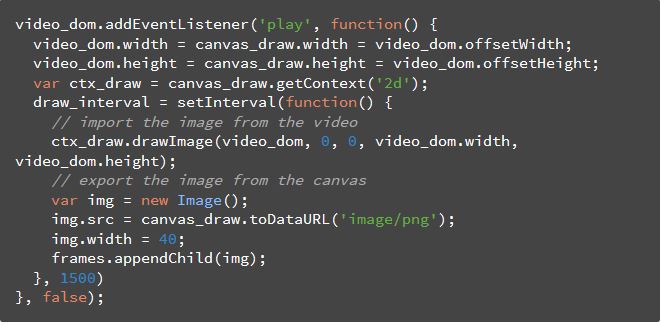 video_dom.addEventListener('play', function() {
  video_dom.width = canvas_draw.width = video_dom.offsetWidth;
  video_dom.height = canvas_draw.height = video_dom.offsetHeight;
  var ctx_draw = canvas_draw.getContext('2d');
  draw_interval = setInterval(function() {
    // import the image from the video
    ctx_draw.drawImage(video_dom, 0, 0, video_dom.width,
video_dom.height);
    // export the image from the canvas
    var img = new Image();
    img.src = canvas_draw.toDataURL('image/png');
    img.width = 40;
    frames.appendChild(img);
  }, 1500)
}, false);